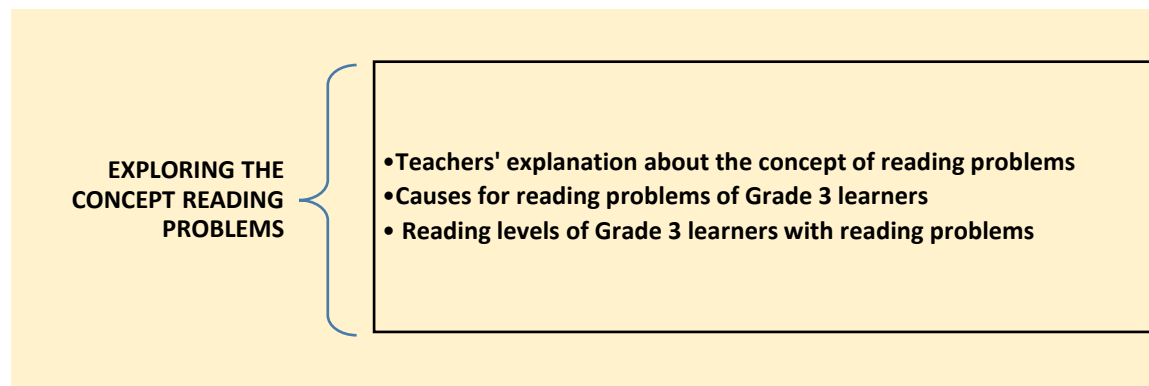 EXPLORING THE
CONCEPT READING
PROBLEMS
•Teachers' explanation about the concept of reading problems
•Causes for reading problems of Grade 3 learners
• Reading levels of Grade 3 learners with reading problems